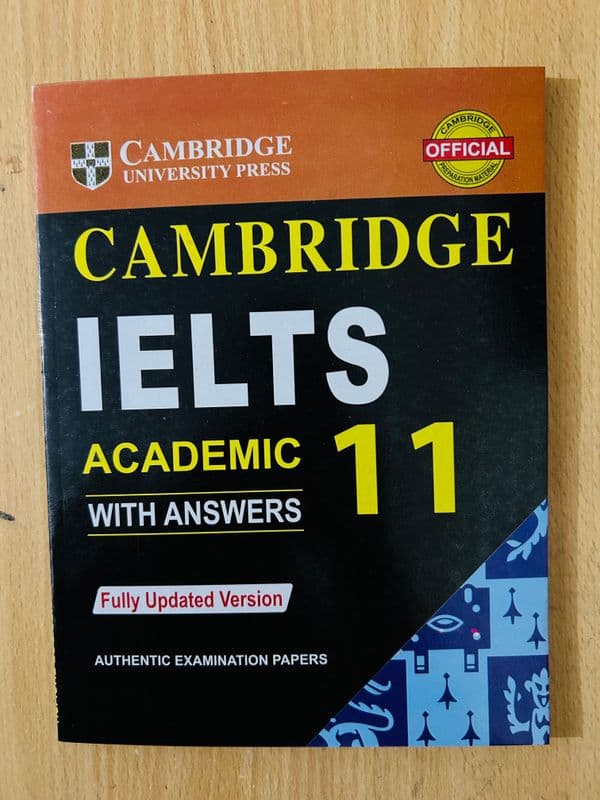 CAMBRIDGE
UNIVERSITY PRESS
CAMBRIDGE
OFFICIAL
PREPARATION MATERIAL
CAMBRIDGE
IELTS
ACADEMIC 11
WITH ANSWERS
Fully Updated Version
AUTHENTIC EXAMINATION PAPERS